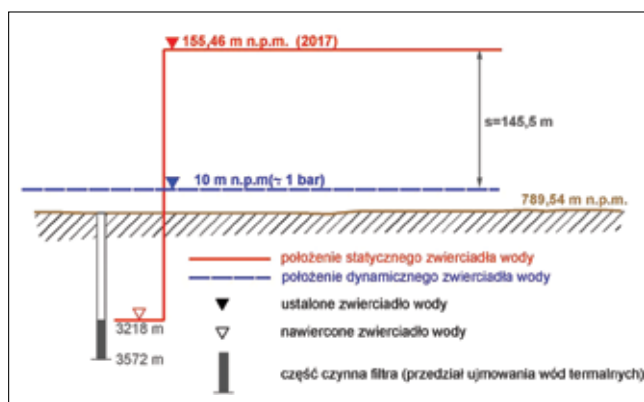 155,46 m n.p.m. (2017)
s=145,5 m
10 m n.p.m(~ 1 bar)
789,54 m n.p.m.
położenie statycznego zwierciadła wody
położenie dynamicznego zwierciadła wody
ustalone zwierciadło wody
nawiercone zwierciadło wody
3218 m
3572 m
część czynna filtra (przedział ujmowania wód termalnych)